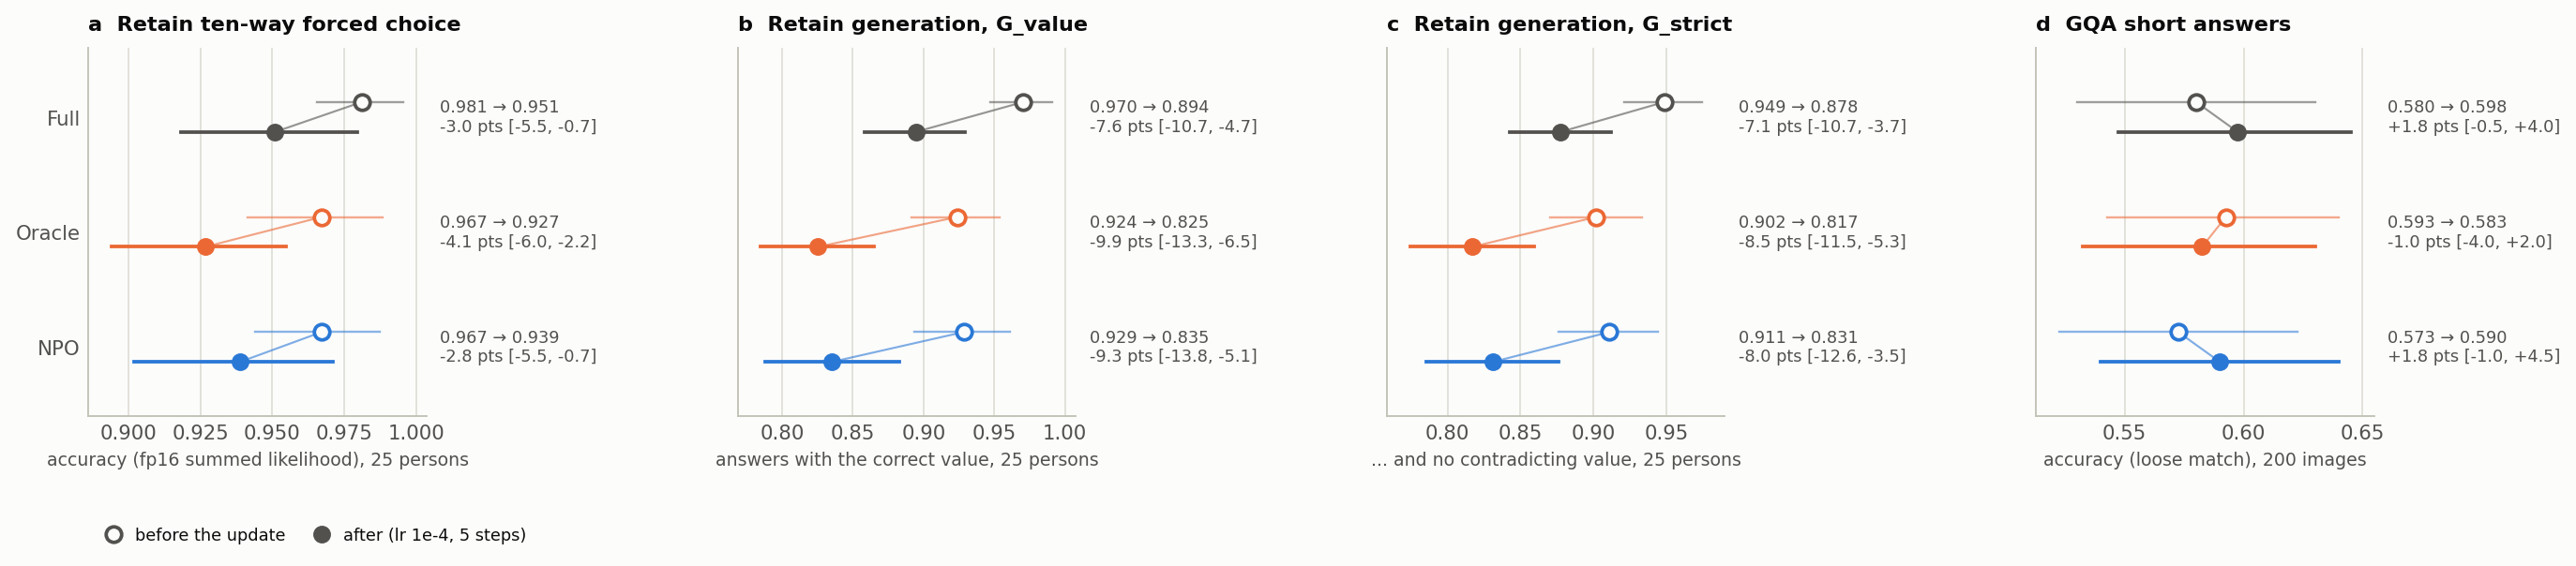 a Retain ten-way forced choice
Full
Oracle
NPO
0.981 → 0.951
-3.0 pts [-5.5, -0.7]
0.967 → 0.927
-4.1 pts [-6.0, -2.2]
0.967 → 0.939
-2.8 pts [-5.5, -0.7]
0.900 0.925 0.950 0.975 1.000
accuracy (fp16 summed likelihood), 25 persons
b Retain generation, G_value
0.970 → 0.894
-7.6 pts [-10.7, -4.7]
0.924 → 0.825
-9.9 pts [-13.3, -6.5]
0.929 → 0.835
-9.3 pts [-13.8, -5.1]
0.80 0.85 0.90 0.95 1.00
answers with the correct value, 25 persons
c Retain generation, G_strict
0.949 → 0.878
-7.1 pts [-10.7, -3.7]
0.902 → 0.817
-8.5 pts [-11.5, -5.3]
0.911 → 0.831
-8.0 pts [-12.6, -3.5]
0.80 0.85 0.90 0.95
... and no contradicting value, 25 persons
d GQA short answers
0.580 → 0.598
+1.8 pts [-0.5, +4.0]
0.593 → 0.583
-1.0 pts [-4.0, +2.0]
0.573 → 0.590
+1.8 pts [-1.0, +4.5]
0.55 0.60 0.65
accuracy (loose match), 200 images
before the update
after (lr 1e-4, 5 steps)